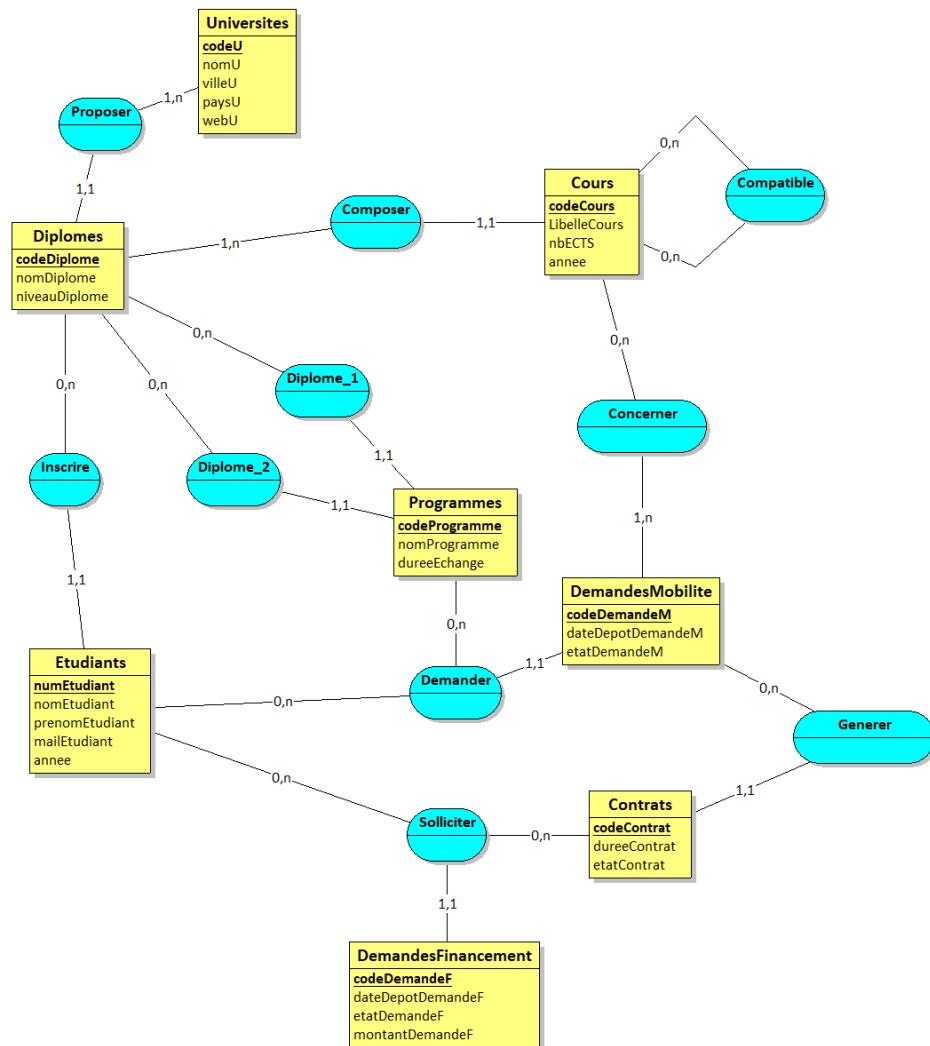 Universites
codeU
nomU
villeU
paysU
webU
1,n
Proposer
1,1
Diplomes
codeDiplome
nomDiplome
niveauDiplome
1,n
Composer
1,1
Cours
codeCours
LibelleCours
nbECTS
annee
0,n
Compatible
0,n
0,n
Diplome_1
1,1
0,n
Diplome_2
1,1
0,n
Inscrire
1,1
0,n
Concerner
1,n
Programmes
codeProgramme
nomProgramme
dureeEchange
0,n
DemandesMobilite
codeDemandeM
dateDepotDemandeM
etatDemandeM
1,1
Demander
0,n
Etudiants
numEtudiant
nomEtudiant
prenomEtudiant
mailEtudiant
annee
0,n
Generer
1,1
Contrats
codeContrat
dureeContrat
etatContrat
0,n
Solliciter
0,n
1,1
DemandesFinancement
codeDemandeF
dateDepotDemandeF
etatDemandeF
montantDemandeF